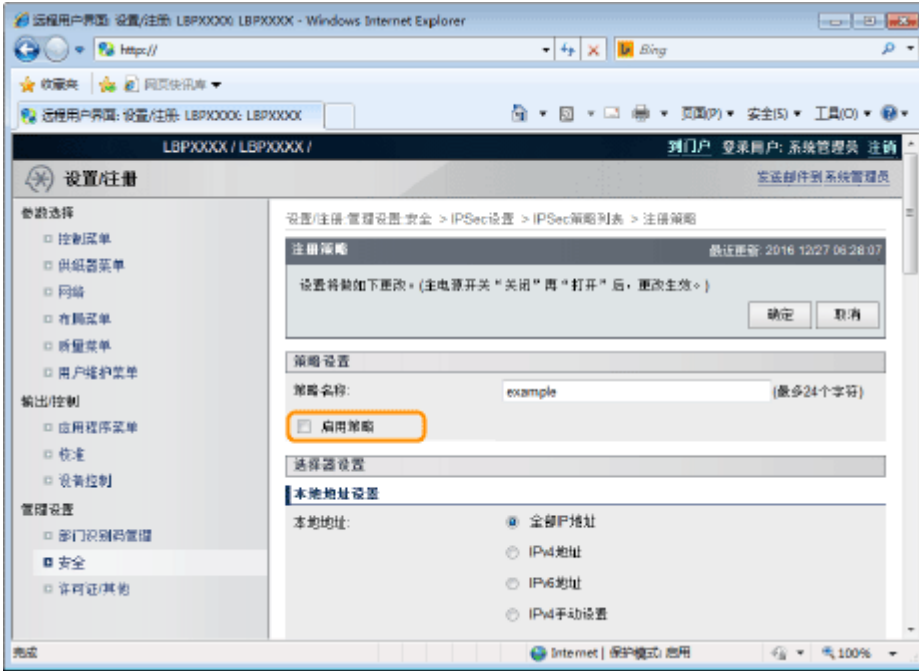 远程用户界面: 设置/注册: LBPXXXX: LBPXXXX - Windows Internet Explorer
http://
Bing
收藏夹
网页快讯库
远程用户界面: 设置/注册: LBPXXXX: LBPXXXX
页面(P) 安全(S) 工具(O)
LBPXXXX / LBPXXXX /
到门户 登录用户: 系统管理员 注销
设置/注册
发送邮件到系统管理员
参数选择
控制菜单
供纸器菜单
网络
布局菜单
质量菜单
用户维护菜单
输出/控制
应用程序菜单
校准
设备控制
管理设置
部门识别码管理
安全
许可证/其他
设置/注册:管理设置:安全 > IPSec设置 > IPSec策略列表 > 注册策略
注册策略
最近更新: 2016 12/27 06:28:07
设置将做如下更改。(主电源开关“关闭”再“打开”后，更改生效。)
确定 取消
策略设置
策略名称: example (最多24个字符)
启用策略
选择器设置
本地地址设置
本地地址: 全部IP地址
IPv4地址
IPv6地址
IPv4手动设置
完成
Internet | 保护模式: 启用
100%